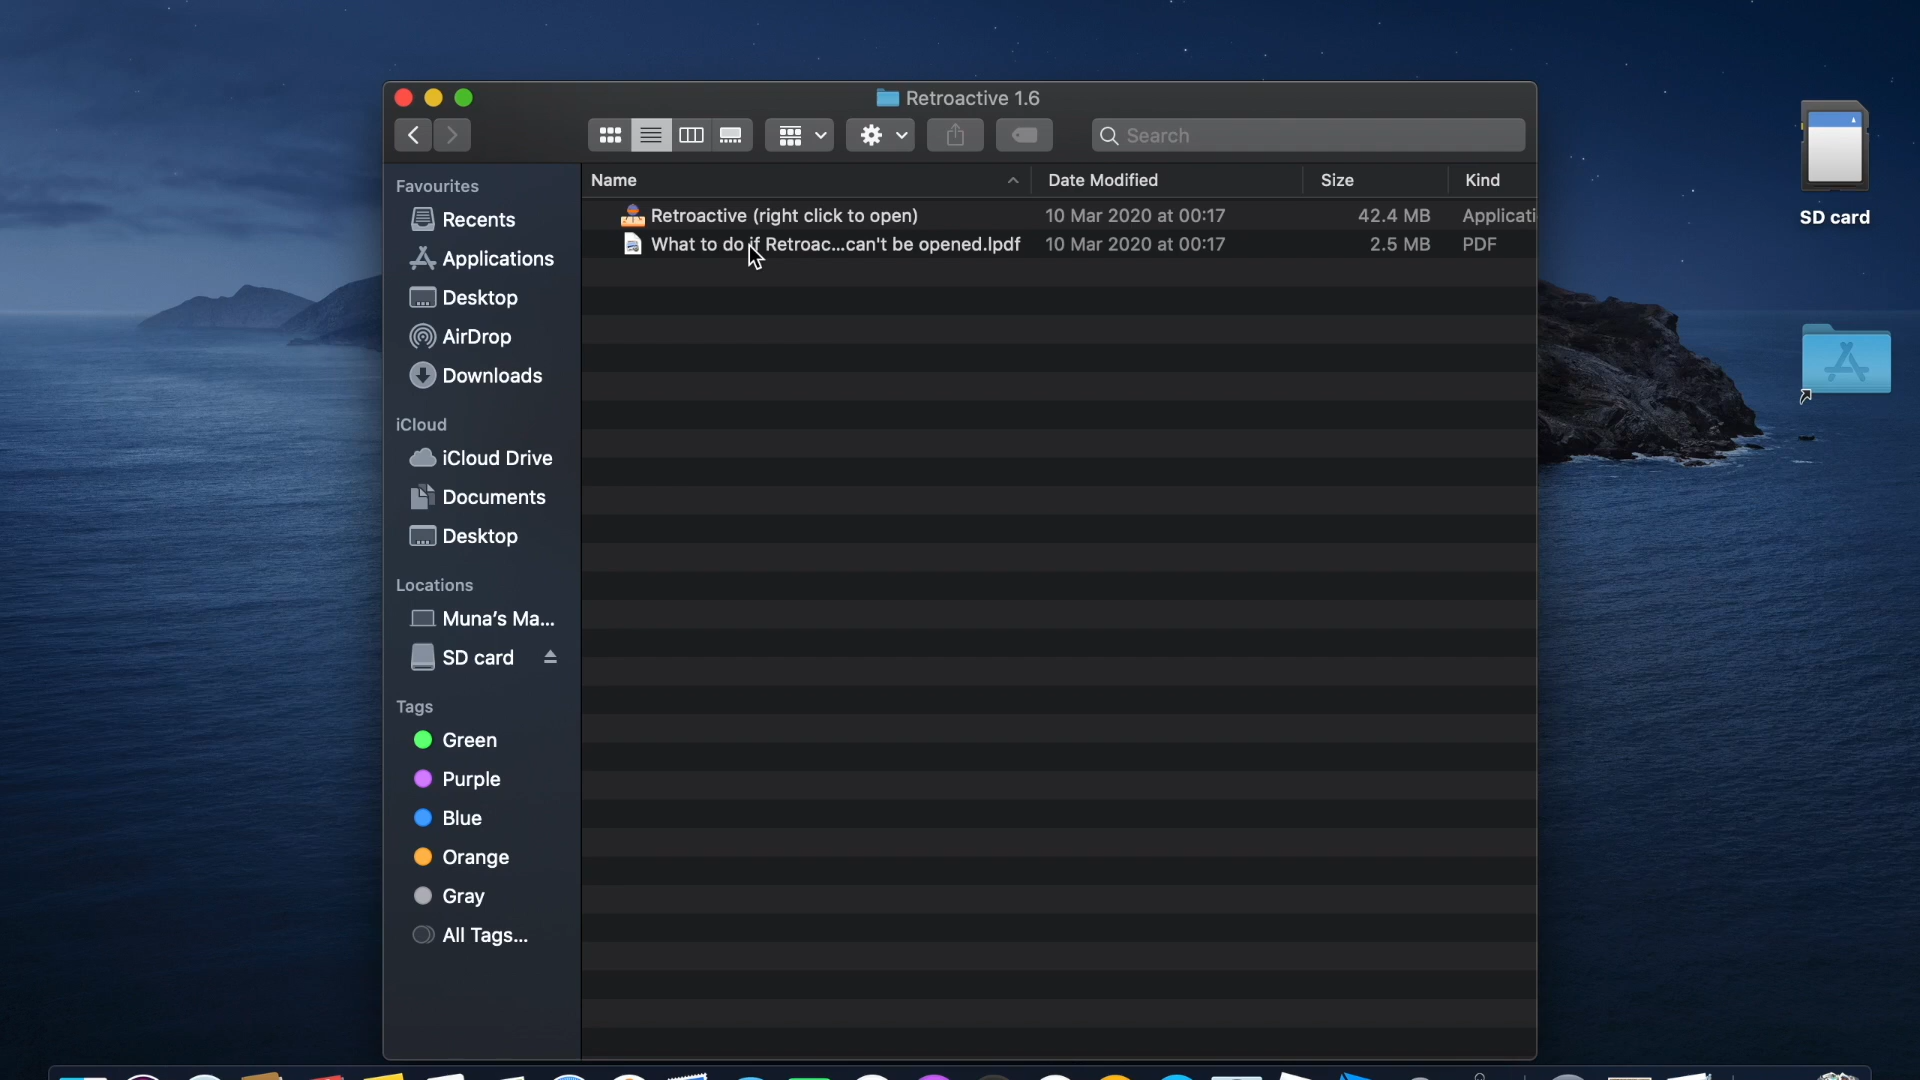 Retroactive 1.6
Search
Favourites
Recents
Applications
Desktop
AirDrop
Downloads
iCloud
iCloud Drive
Documents
Desktop
Locations
Muna's Ma...
SD card
Tags
Green
Purple
Blue
Orange
Gray
All Tags...
Name Date Modified Size Kind
Retroactive (right click to open) 10 Mar 2020 at 00:17 42.4 MB Applicati
What to do if Retroac...can't be opened.lpdf 10 Mar 2020 at 00:17 2.5 MB PDF
SD card